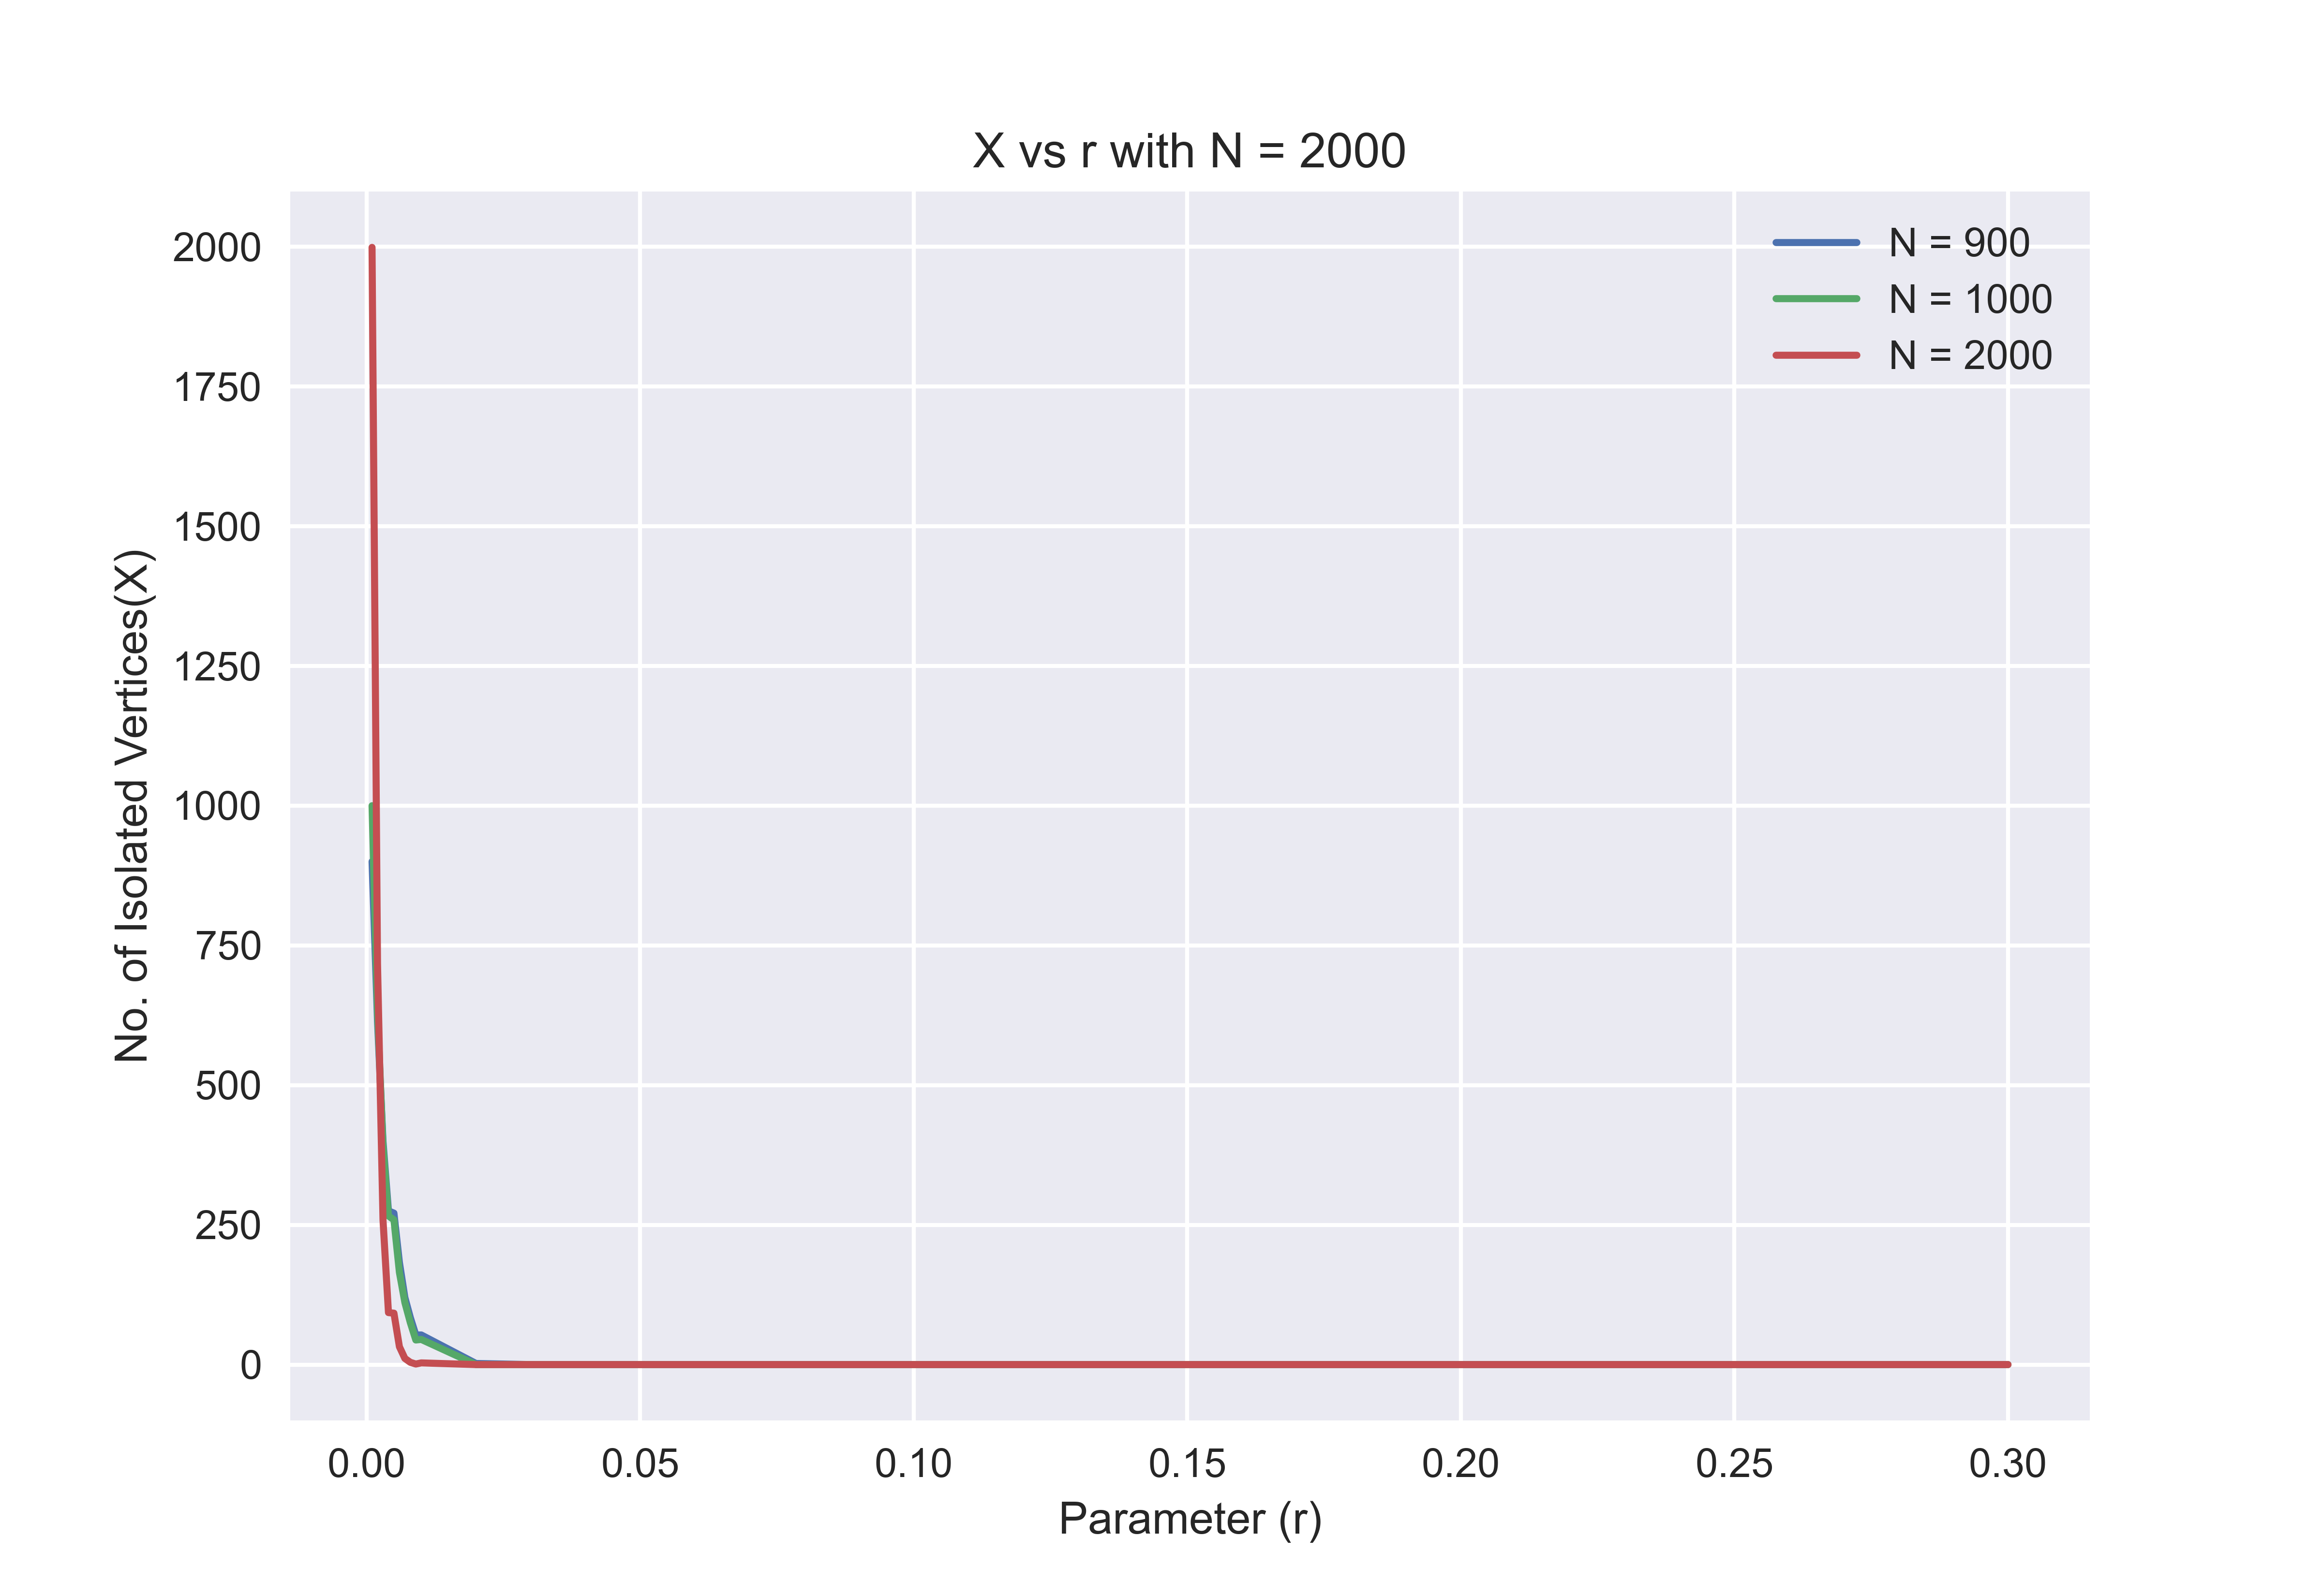 X vs r with N = 2000
N = 900
N = 1000
N = 2000
No. of Isolated Vertices(X)
2000
1750
1500
1250
1000
750
500
250
0
0.00 0.05 0.10 0.15 0.20 0.25 0.30
Parameter (r)